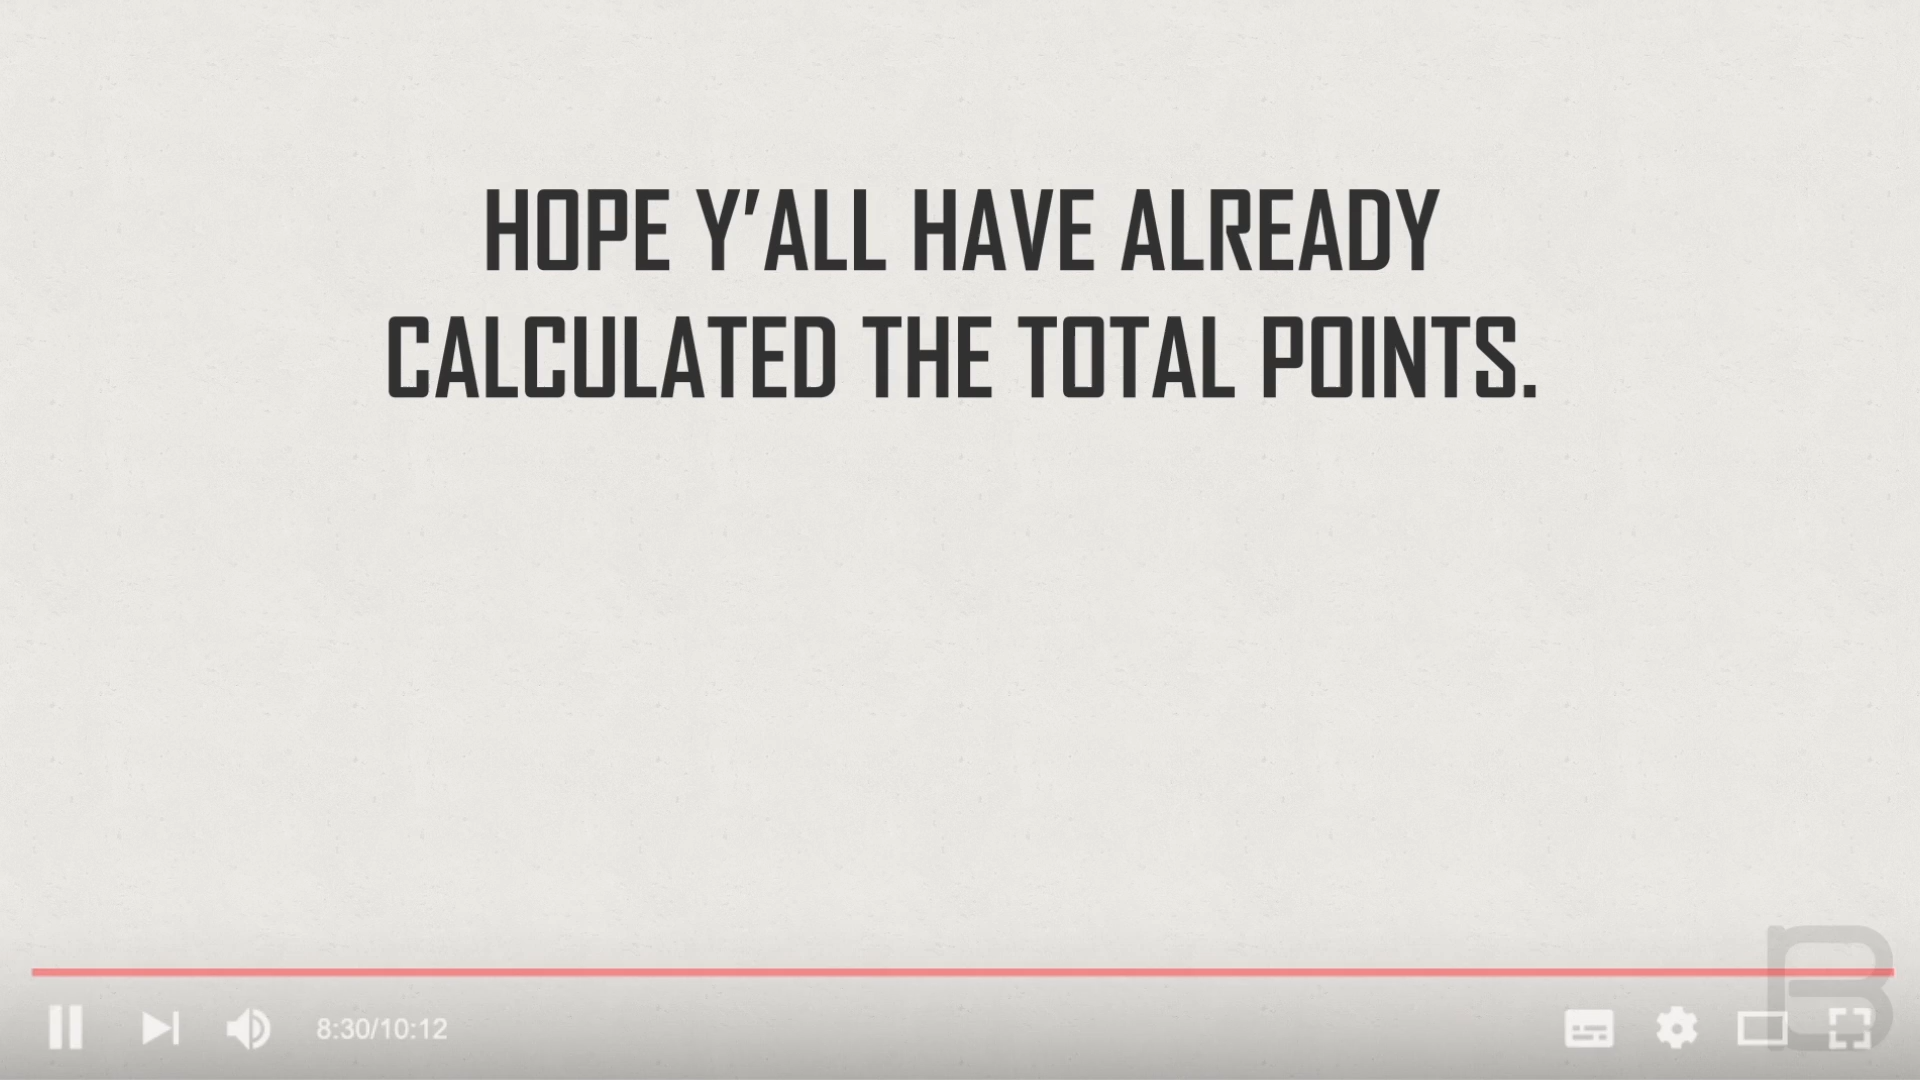 HOPE Y’ALL HAVE ALREADY
CALCULATED THE TOTAL POINTS.
8:30/10:12
B